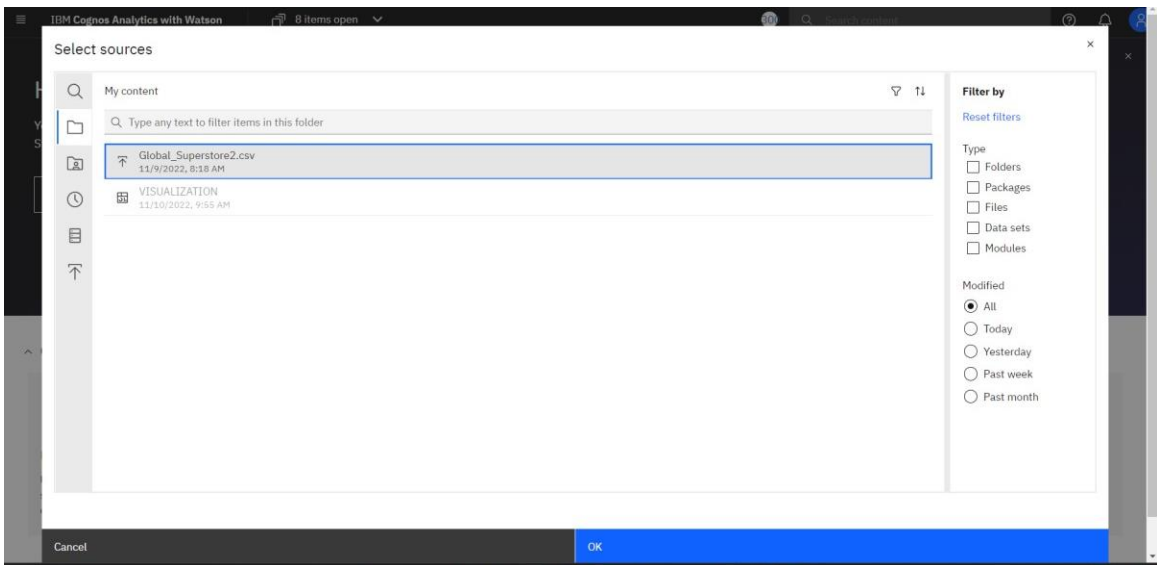 IBM Cognos Analytics with Watson
8 items open
Search content
Select sources
My content
Type any text to filter items in this folder
Global_Superstore2.csv
11/9/2022, 8:18 AM
VISUALIZATION
11/10/2022, 9:55 AM
Filter by
Reset filters
Type
Folders
Packages
Files
Data sets
Modules
Modified
All
Today
Yesterday
Past week
Past month
Cancel
OK